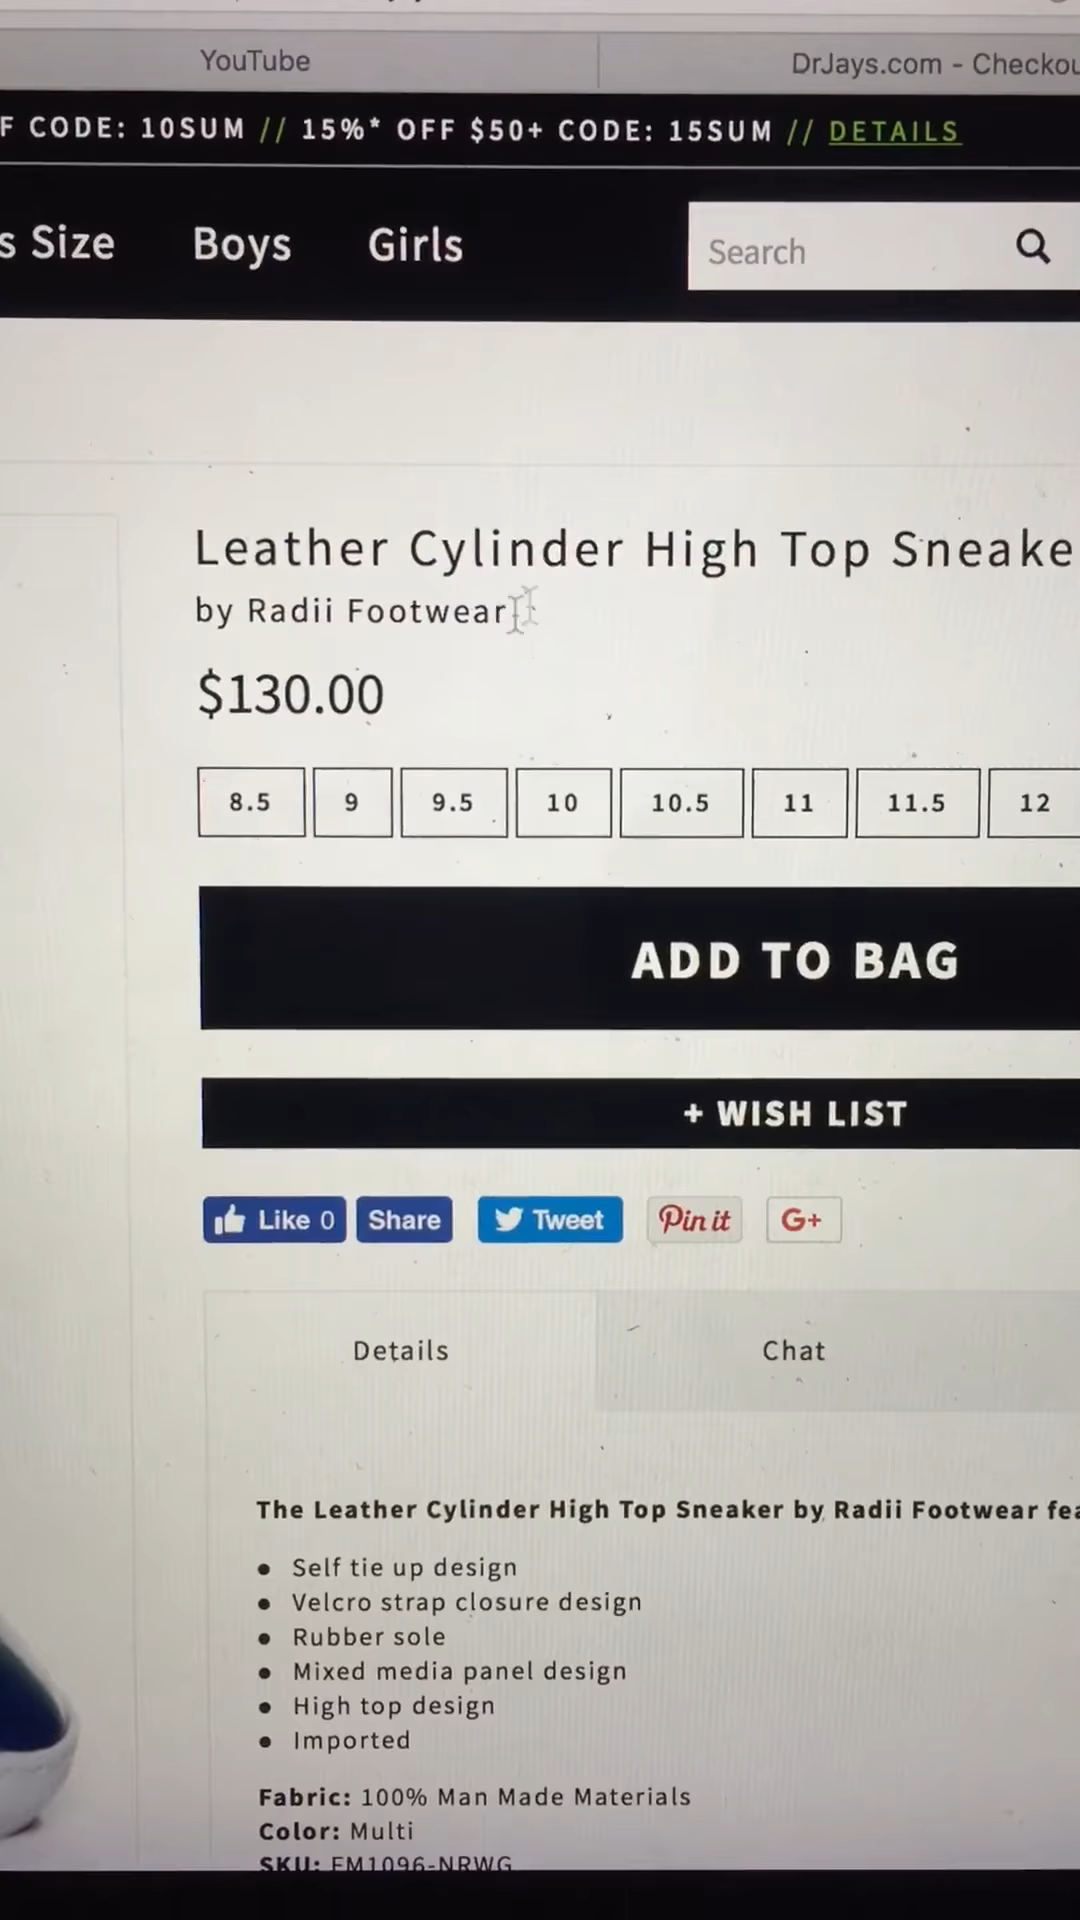 YouTube
DrJays.com - Checkou
F CODE: 10SUM // 15%* OFF $50+ CODE: 15SUM // DETAILS
s Size Boys Girls Search
Leather Cylinder High Top Sneake
by Radii Footwear
$130.00
8.5 9 9.5 10 10.5 11 11.5 12
ADD TO BAG
+ WISH LIST
Like 0 Share Tweet Pin it G+
Details Chat
The Leather Cylinder High Top Sneaker by Radii Footwear fea
• Self tie up design
• Velcro strap closure design
• Rubber sole
• Mixed media panel design
• High top design
• Imported
Fabric: 100% Man Made Materials
Color: Multi
SKU: FM1096-NRWG